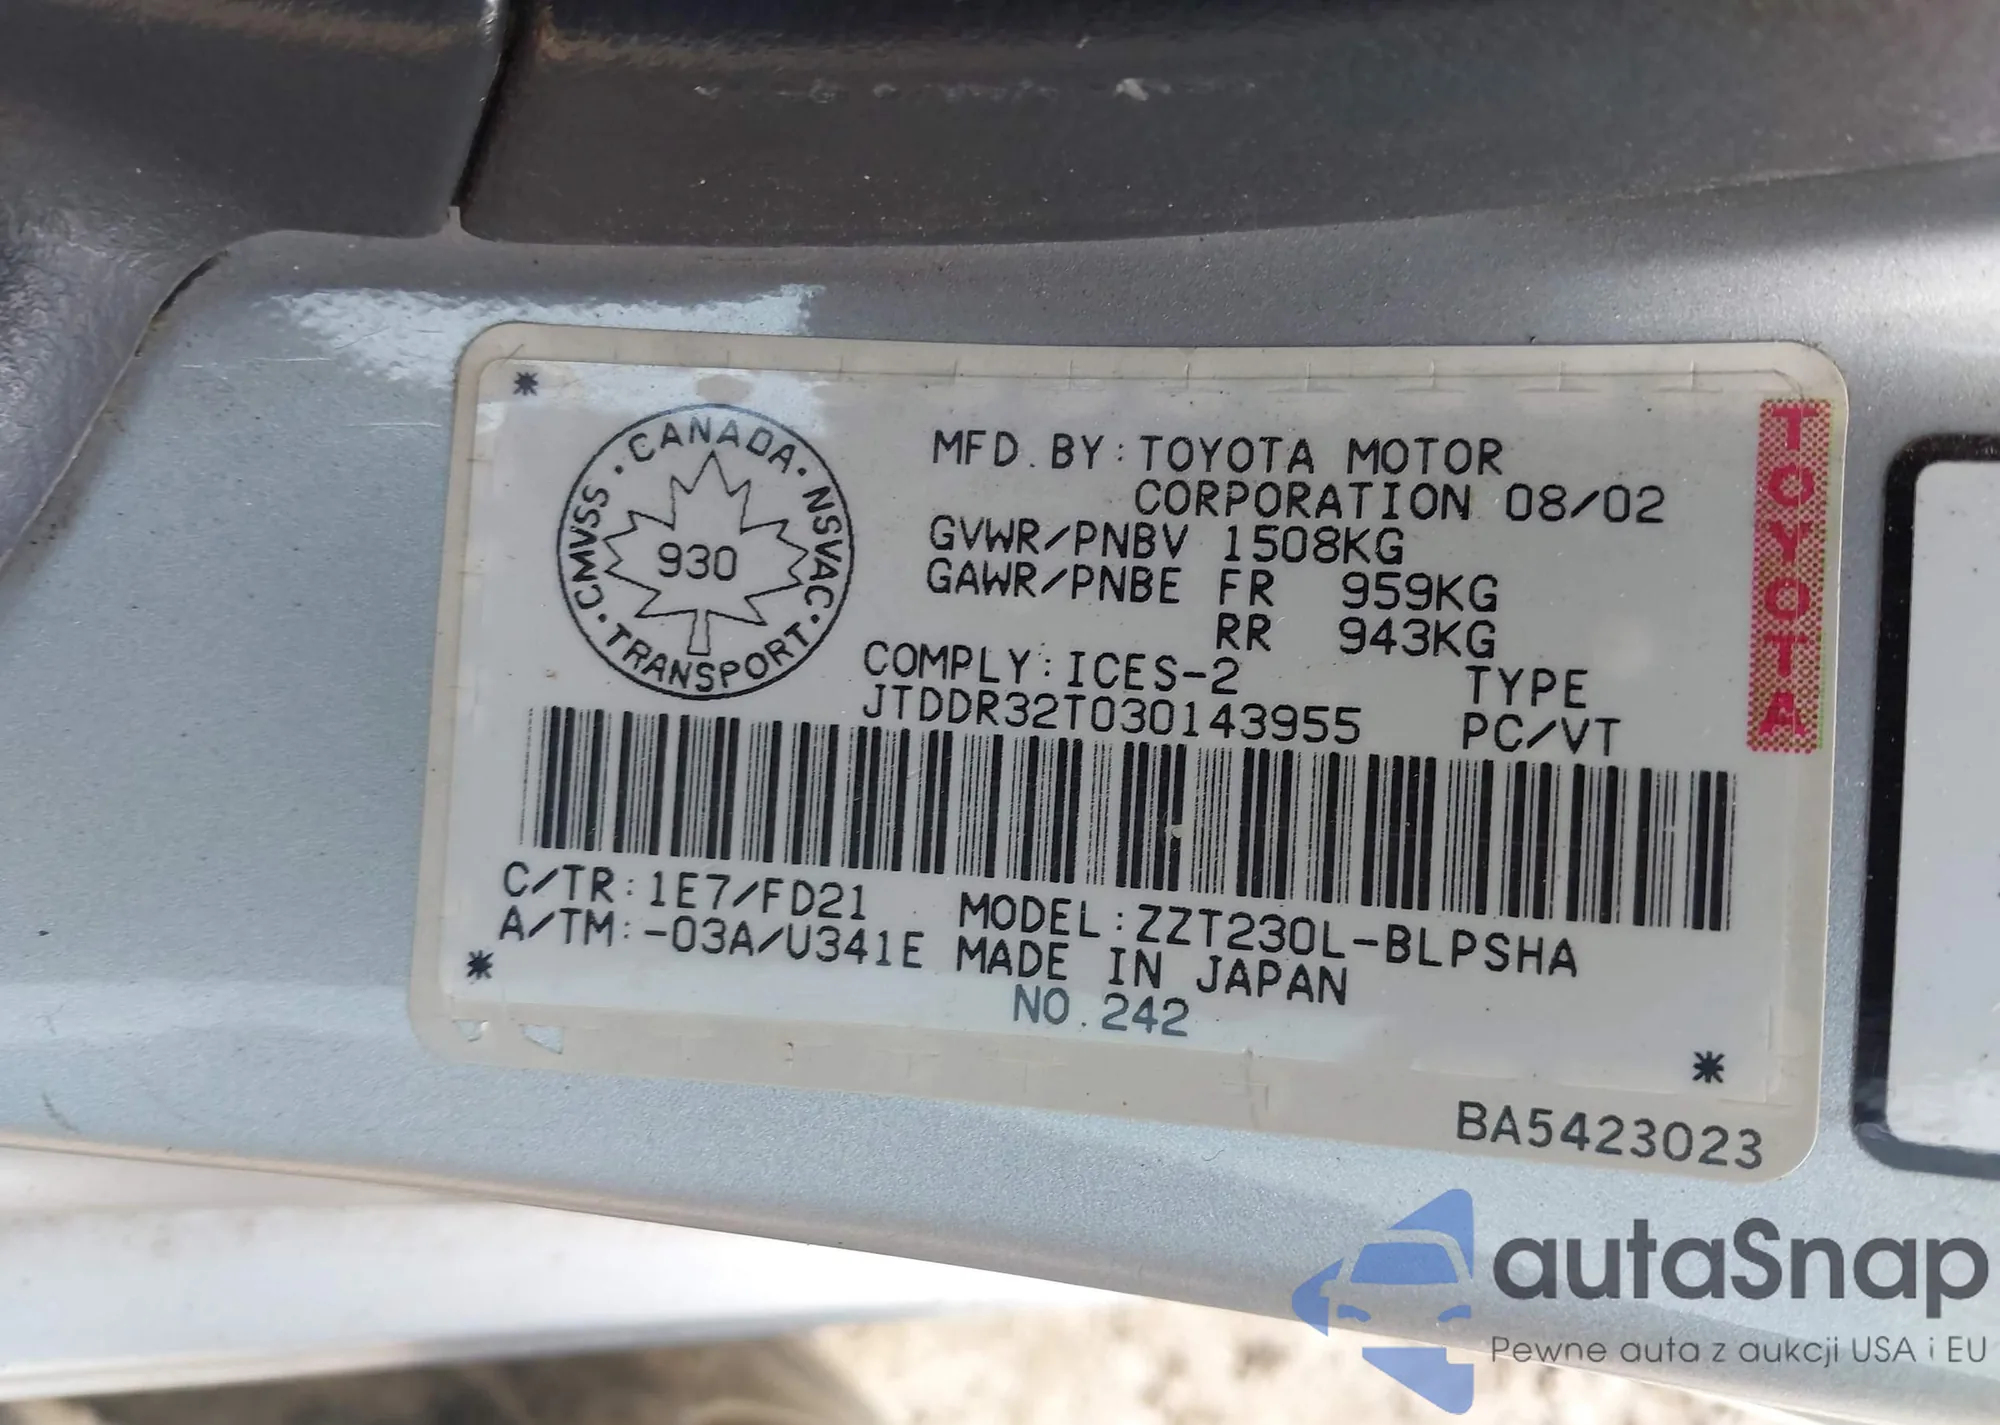 CANADA · NSVAC · TRANSPORT · CMVSS ·
930
MFD. BY: TOYOTA MOTOR
CORPORATION 08/02
GVWR/PNBV 1508KG
GAWR/PNBE FR 959KG
RR 943KG
COMPLY: ICES-2 TYPE
JTDDR32T030143955 PC/VT
TOYOTA
C/TR: 1E7/FD21 MODEL: ZZT230L-BLPSHA
A/TM: -03A/U341E MADE IN JAPAN
NO. 242
BA5423023
autaSnap
Pewne auta z aukcji USA i EU